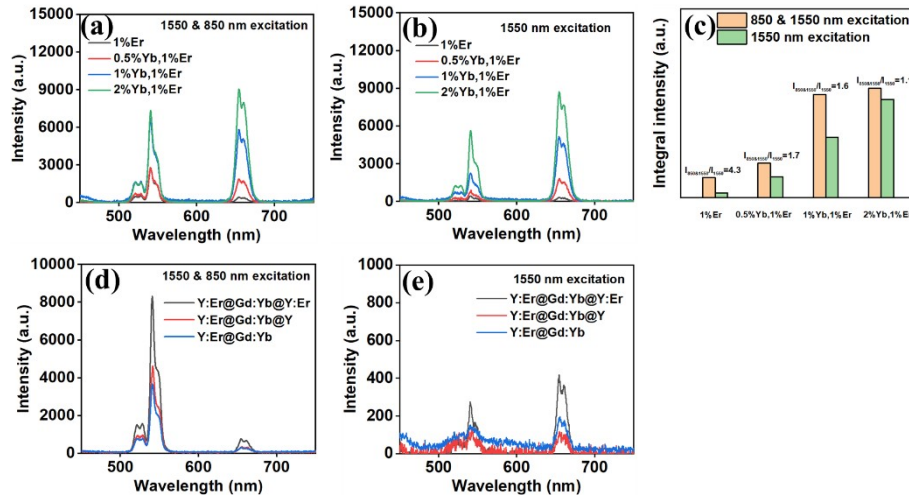 (a)
1550 & 850 nm excitation
1%Er
0.5%Yb,1%Er
1%Yb,1%Er
2%Yb,1%Er
15000
12000
9000
6000
3000
0
Intensity (a.u.)
500
600
700
Wavelength (nm)
(b)
1550 nm excitation
1%Er
0.5%Yb,1%Er
1%Yb,1%Er
2%Yb,1%Er
15000
12000
9000
6000
3000
0
Intensity (a.u.)
500
600
700
Wavelength (nm)
(c)
850 & 1550 nm excitation
1550 nm excitation
Integral intensity (a.u.)
I850&1550/I1550=4.3
I850&1550/I1550=1.7
I850&1550/I1550=1.6
I850&1550/I1550=1.1
1%Er
0.5%Yb,1%Er
1%Yb,1%Er
2%Yb,1%Er
(d)
1550 & 850 nm excitation
Y:Er@Gd:Yb@Y:Er
Y:Er@Gd:Yb@Y
Y:Er@Gd:Yb
10000
8000
6000
4000
2000
0
Intensity (a.u.)
500
600
700
Wavelength (nm)
(e)
1550 nm excitation
Y:Er@Gd:Yb@Y:Er
Y:Er@Gd:Yb@Y
Y:Er@Gd:Yb
1000
800
600
400
200
0
Intensity (a.u.)
400
500
600
700
Wavelength (nm)